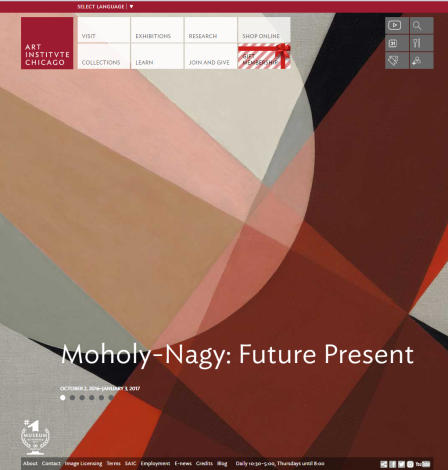 SELECT LANGUAGE | ▼
ART
INSTITVTE
CHICAGO
VISIT
EXHIBITIONS
RESEARCH
SHOP ONLINE
COLLECTIONS
LEARN
JOIN AND GIVE
GIFT
MEMBERSHIP
Moholy-Nagy: Future Present
OCTOBER 2, 2016–JANUARY 3, 2017
#1
MUSEUM
About Contact Image Licensing Terms SAIC Employment E-news Credits Blog Daily 10:30–5:00, Thursdays until 8:00